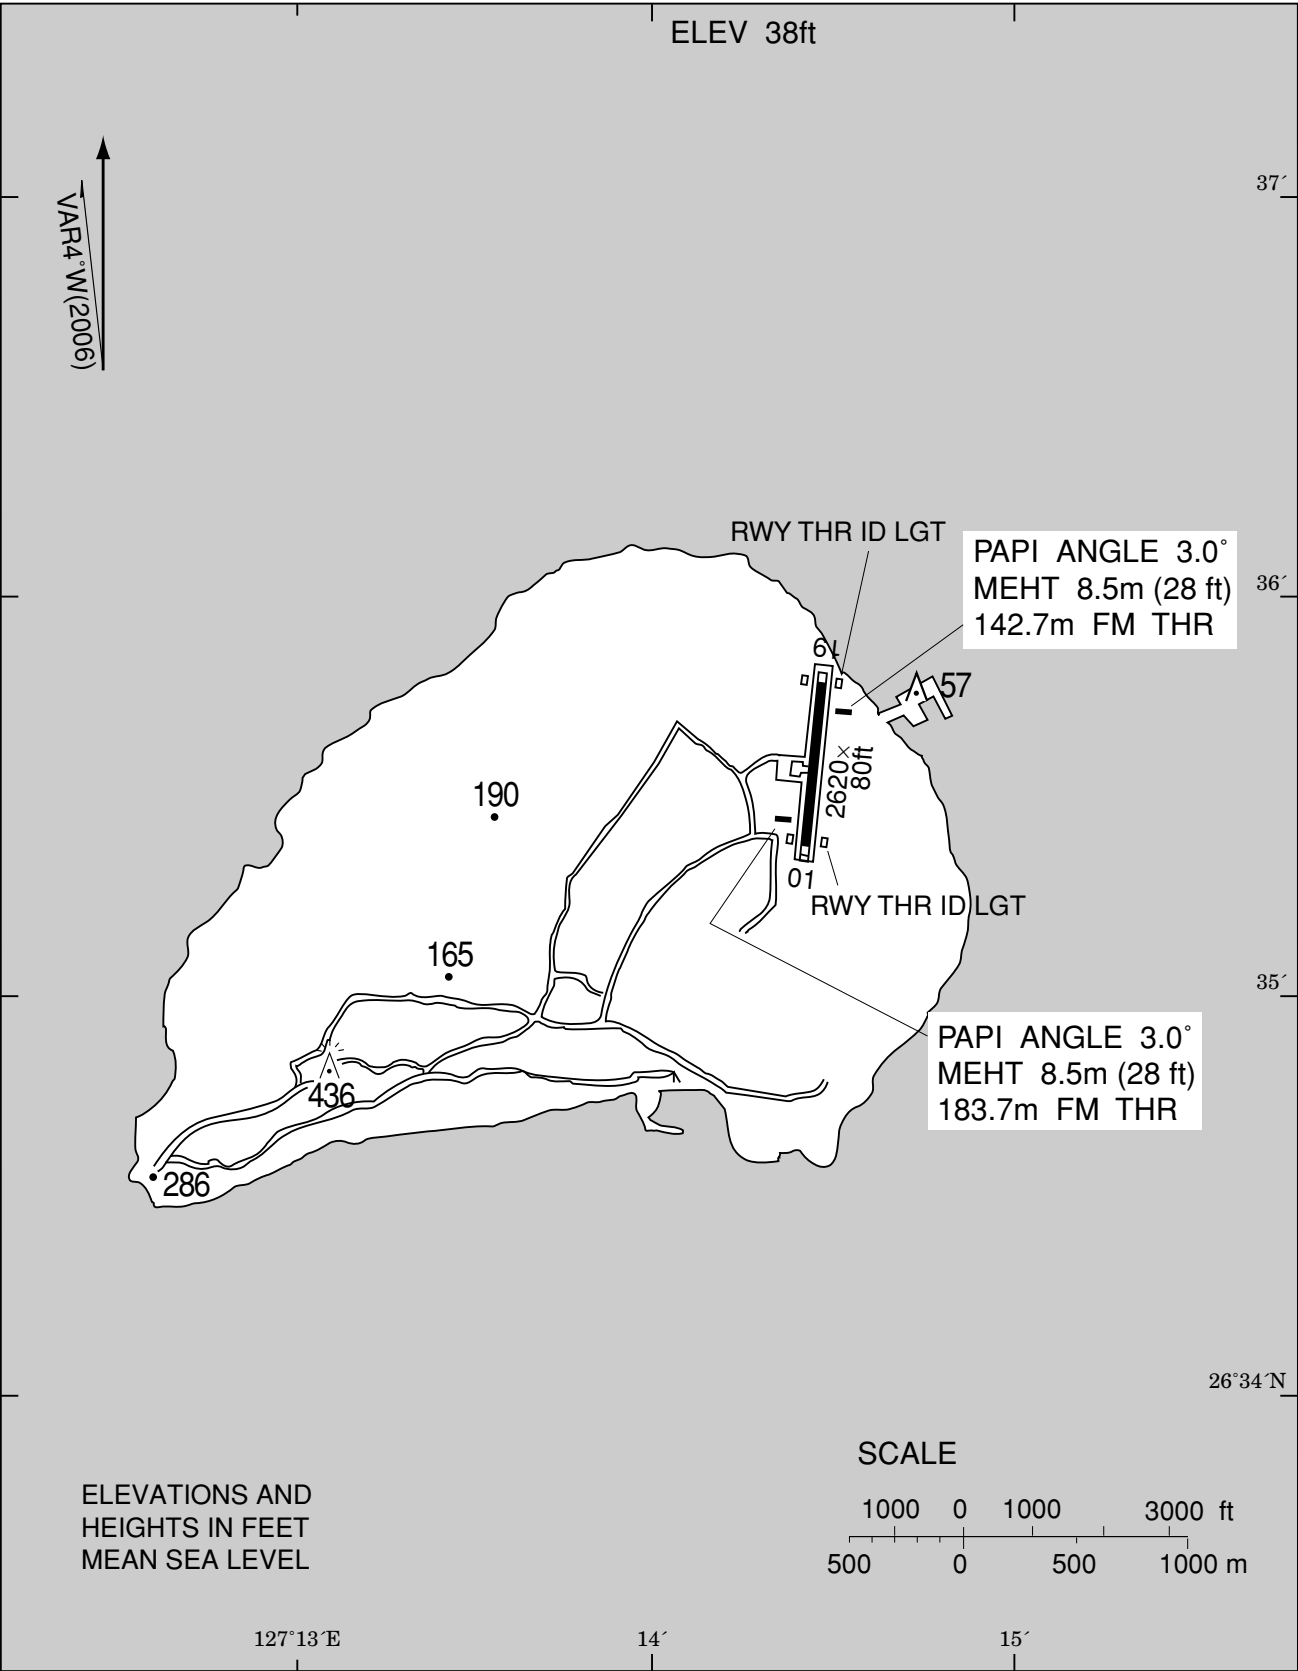 ELEV 38ft
37´
VAR4°W(2006)
RWY THR ID LGT
PAPI ANGLE 3.0°
MEHT 8.5m (28 ft)
142.7m FM THR
36´
19
57
2620×
80ft
190
01
RWY THR ID LGT
165
35´
PAPI ANGLE 3.0°
MEHT 8.5m (28 ft)
183.7m FM THR
436
286
26°34´N
SCALE
1000 0 1000 3000 ft
500 0 500 1000 m
ELEVATIONS AND
HEIGHTS IN FEET
MEAN SEA LEVEL
127°13´E 14´ 15´